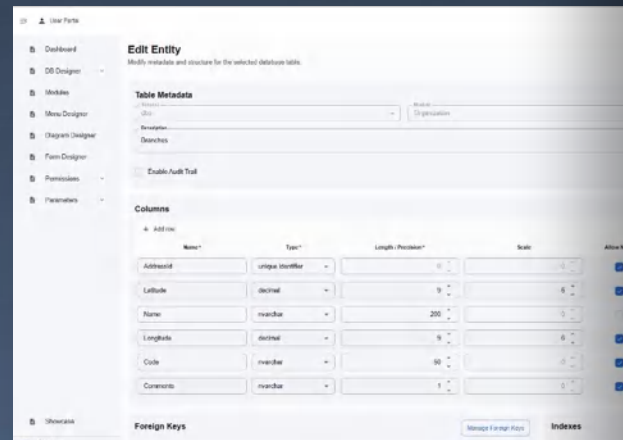 User Portal
Dashboard
DB Designer
Modules
Menu Designer
Diagram Designer
Form Designer
Permissions
Parameters
Showcase
Edit Entity
Modify metadata and structure for the selected database table.
Table Metadata
dbo
Organization
Description
Branches
Enable Audit Trail
Columns
+ Add row
Name* Type* Length / Precision* Scale Allow
AddressId unique identifier 0 0
Latitude decimal 9 6
Name nvarchar 200 0
Longitude decimal 9 6
Code nvarchar 50 0
Comments nvarchar 1 0
Foreign Keys Manage Foreign Keys Indexes